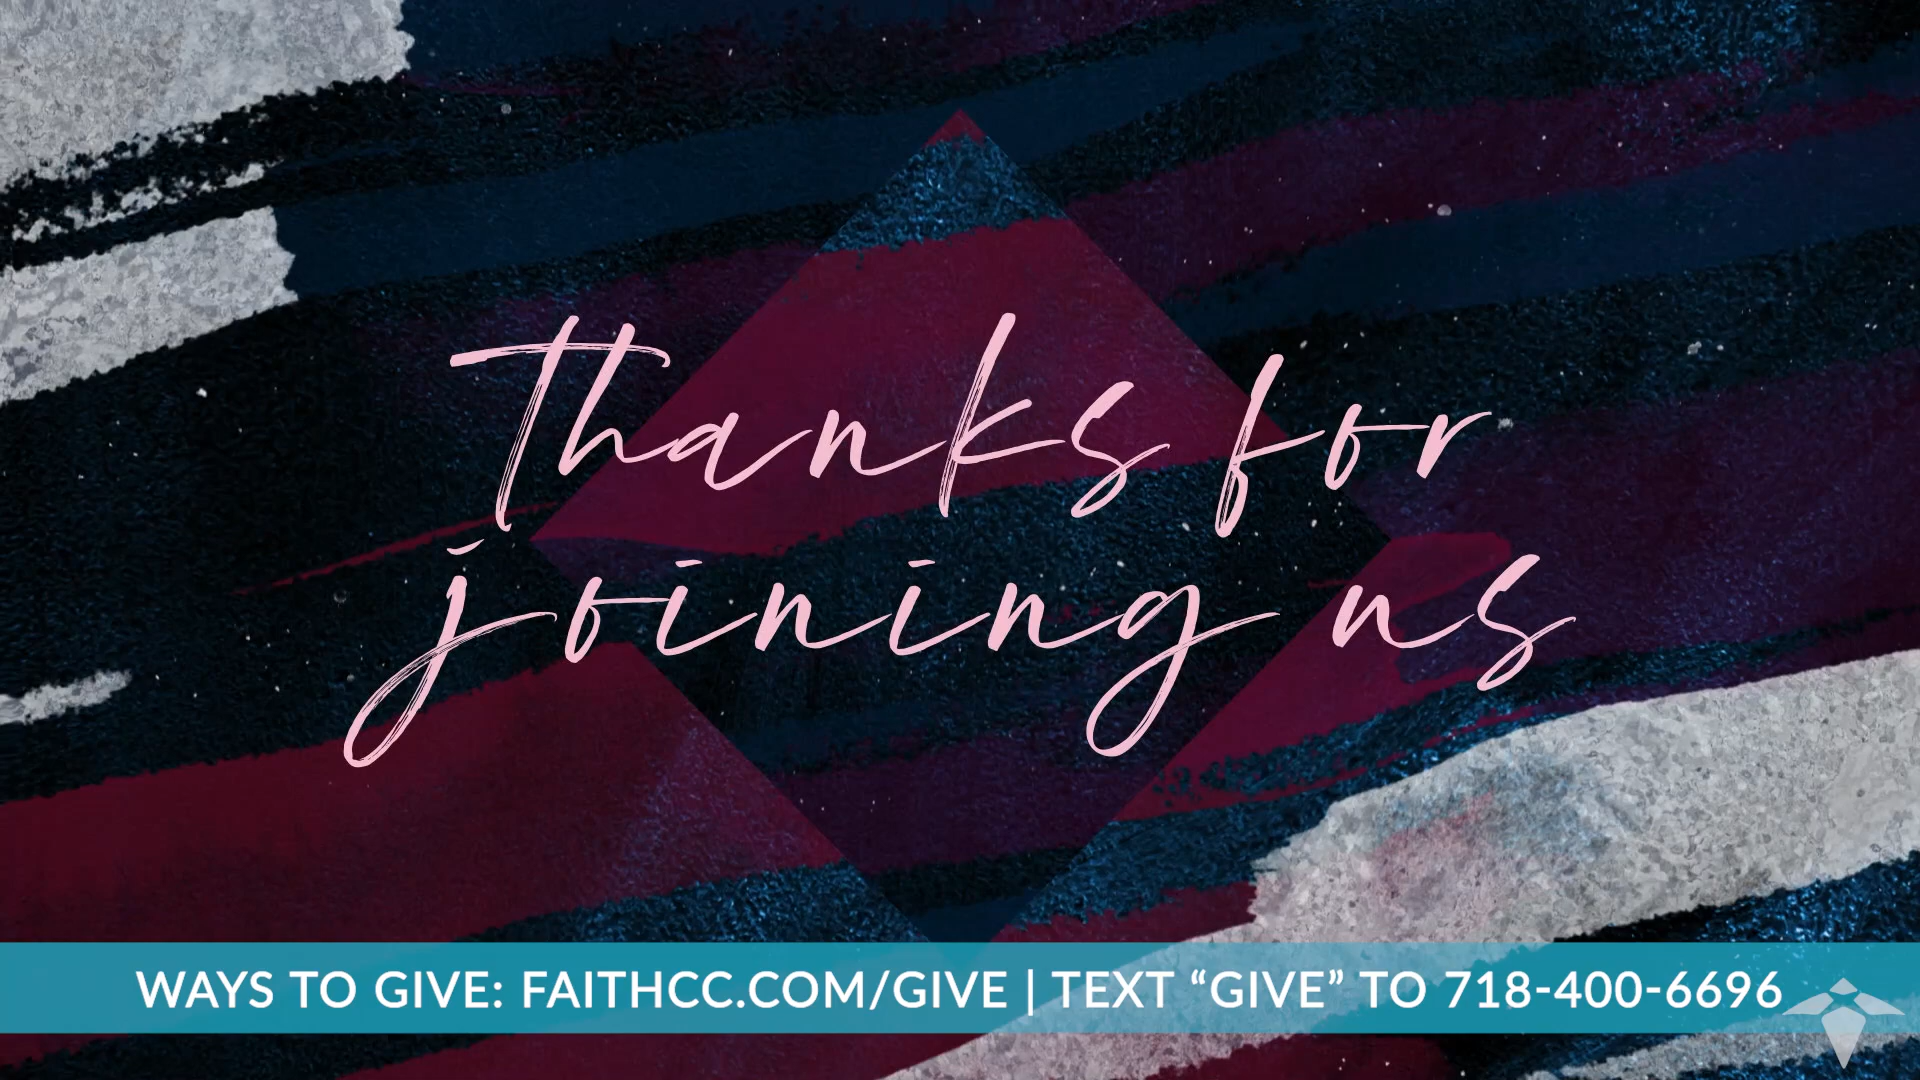 Thanks for
joining us
WAYS TO GIVE: FAITHCC.COM/GIVE | TEXT “GIVE” TO 718-400-6696